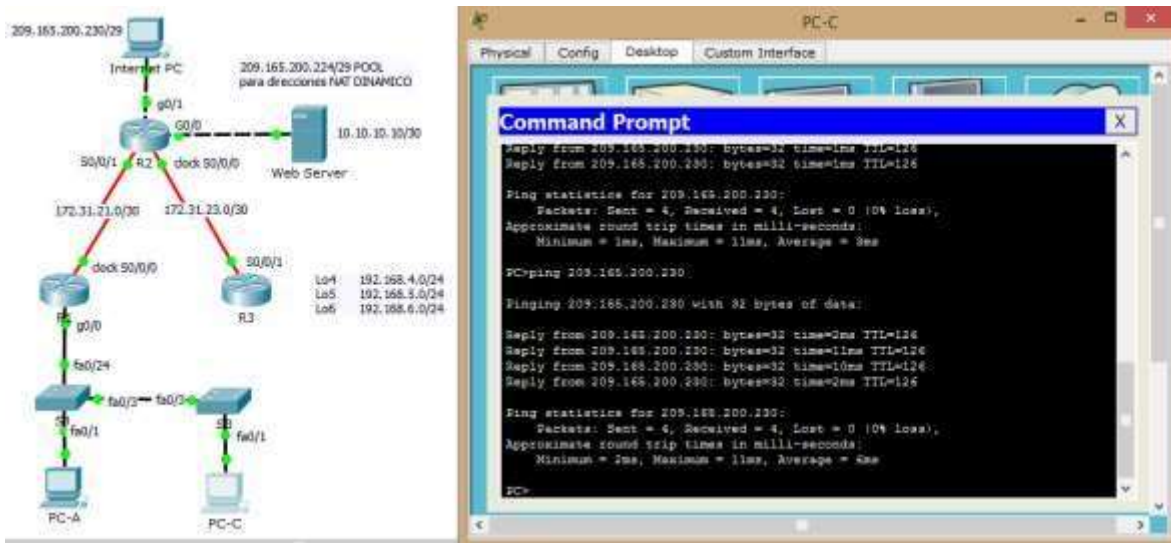 209.165.200.230/29
Internet PC
209.165.200.224/29 POOL
para direcciones NAT DINAMICO
g0/1
G0/0
10.10.10.10/30
S0/0/1
R2
clock S0/0/0
Web Server
172.31.21.0/30
172.31.23.0/30
clock S0/0/0
S0/0/1
Lo4 192.168.4.0/24
Lo5 192.168.5.0/24
Lo6 192.168.6.0/24
R3
g0/0
fa0/24
fa0/3
fa0/3
fa0/1
fa0/1
PC-A
PC-C
PC-C
Physical Config Desktop Custom Interface
Command Prompt
X
Reply from 209.165.200.230: bytes=32 time=1ms TTL=126
Reply from 209.165.200.230: bytes=32 time=1ms TTL=126
Ping statistics for 209.165.200.230:
Packets: Sent = 4, Received = 4, Lost = 0 (0% loss),
Approximate round trip times in milli-seconds:
Minimum = 1ms, Maximum = 11ms, Average =
PC>ping 209.165.200.230
Pinging 209.165.200.230 with 32 bytes of data:
Reply from 209.165.200.230: bytes=32 time=2ms TTL=126
Reply from 209.165.200.230: bytes=32 time=11ms TTL=126
Reply from 209.165.200.230: bytes=32 time=10ms TTL=126
Reply from 209.165.200.230: bytes=32 time=2ms TTL=126
Ping statistics for 209.165.200.230:
Packets: Sent = 4, Received = 4, Lost = 0 (0% loss),
Approximate round trip times in milli-seconds:
Minimum = 2ms, Maximum = 11ms, Average = 6ms
PC>